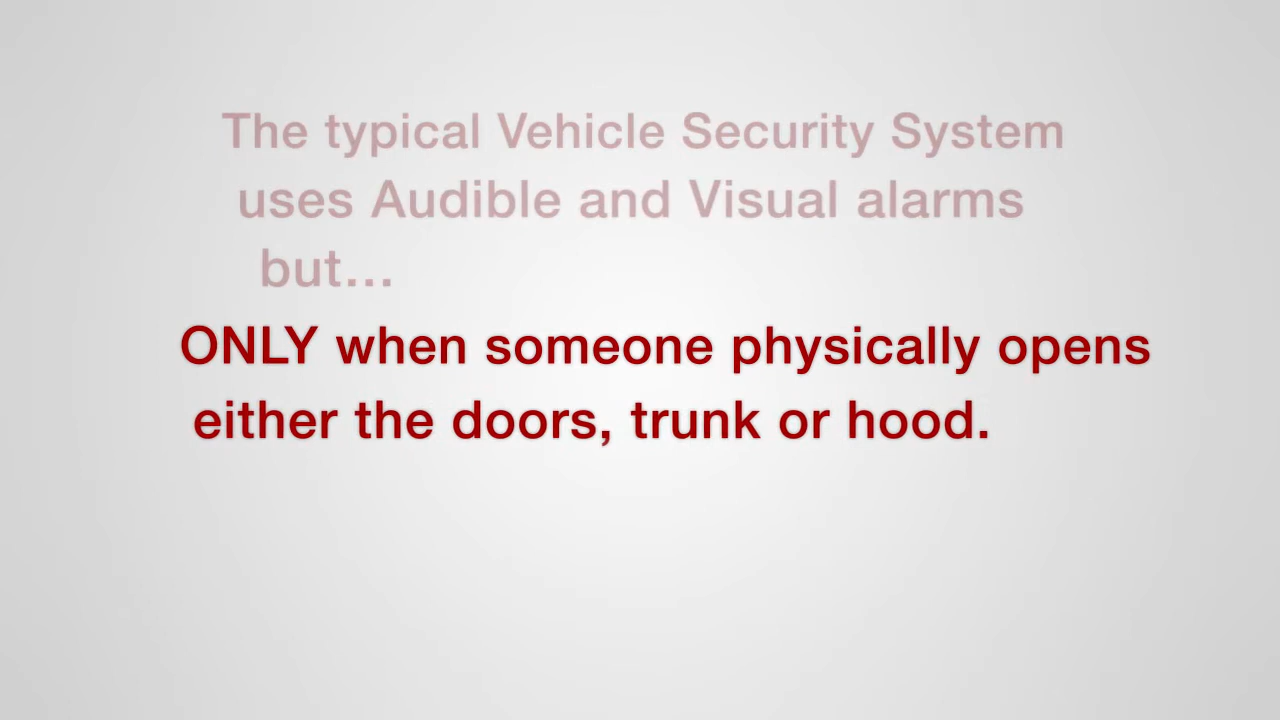 The typical Vehicle Security System
uses Audible and Visual alarms
but...
ONLY when someone physically opens
either the doors, trunk or hood.